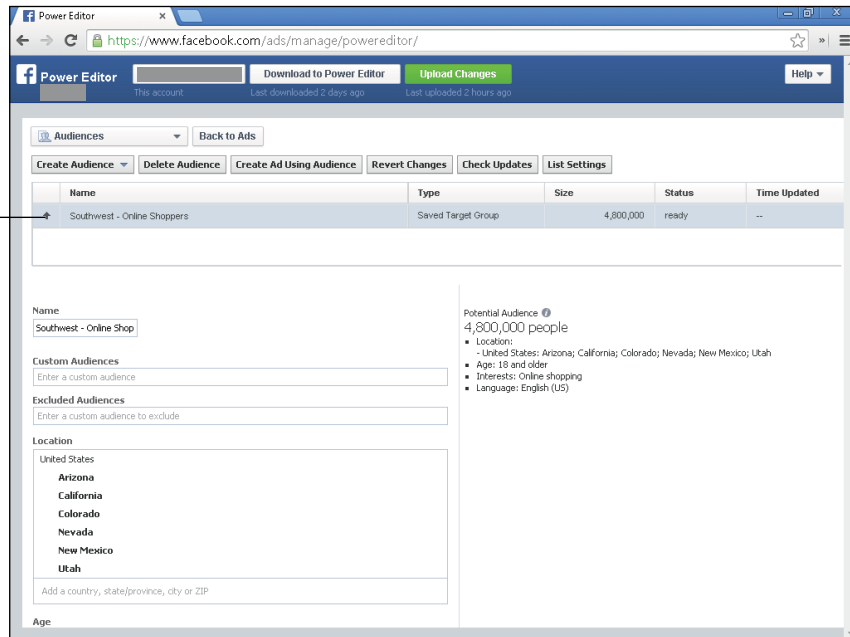 Power Editor
https://www.facebook.com/ads/manage/powereditor/
Power Editor Download to Power Editor Upload Changes Help
This account Last downloaded 2 days ago Last uploaded 2 hours ago
Audiences Back to Ads
Create Audience Delete Audience Create Ad Using Audience Revert Changes Check Updates List Settings
Name Type Size Status Time Updated
Southwest - Online Shoppers Saved Target Group 4,800,000 ready --
Name
Southwest - Online Shop
Custom Audiences
Enter a custom audience
Excluded Audiences
Enter a custom audience to exclude
Location
United States
Arizona
California
Colorado
Nevada
New Mexico
Utah
Add a country, state/province, city or ZIP
Age
Potential Audience
4,800,000 people
Location:
- United States: Arizona; California; Colorado; Nevada; New Mexico; Utah
Age: 18 and older
Interests: Online shopping
Language: English (US)